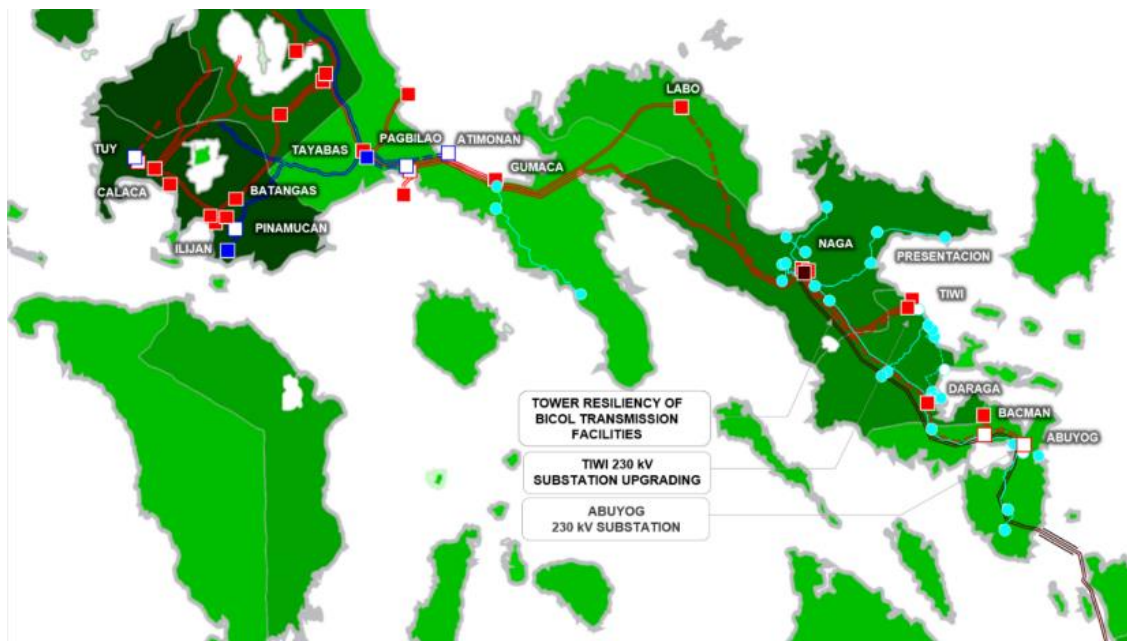 LABO
TUY
TAYABAS
PAGBILAO
ATIMONAN
GUMACA
CALACA
BATANGAS
PINAMUCAN
ILIJAN
NAGA
PRESENTACION
TIWI
DARAGA
BACMAN
ABUYOG
TOWER RESILIENCY OF
BICOL TRANSMISSION
FACILITIES
TIWI 230 kV
SUBSTATION UPGRADING
ABUYOG
230 kV SUBSTATION